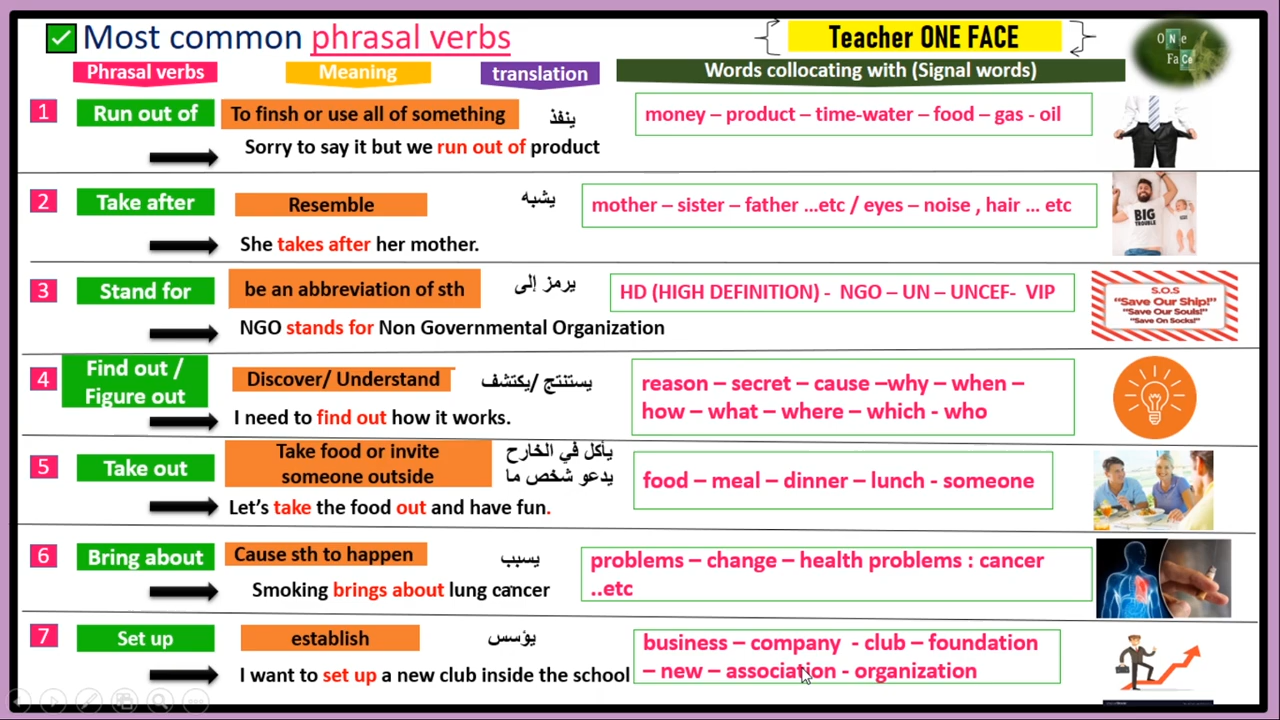 Most common phrasal verbs
Teacher ONE FACE
ONe
FaCe
Phrasal verbs
Meaning
translation
Words collocating with (Signal words)
1
Run out of
To finsh or use all of something
ينفذ
money – product – time-water – food – gas - oil
Sorry to say it but we run out of product
2
Take after
Resemble
يشبه
mother – sister – father ...etc / eyes – noise , hair ... etc
BIG
TROUBLE
She takes after her mother.
3
Stand for
be an abbreviation of sth
يرمز إلى
HD (HIGH DEFINITION) - NGO – UN – UNCEF- VIP
S.O.S
"Save Our Ship!"
"Save Our Souls!"
"Save On Socks!"
NGO stands for Non Governmental Organization
4
Find out /
Figure out
Discover/ Understand
يستنتج /يكتشف
reason – secret – cause –why – when –
how – what – where – which - who
I need to find out how it works.
5
Take out
Take food or invite
someone outside
يأكل في الخارح
يدعو شخص ما
food – meal – dinner – lunch - someone
Let's take the food out and have fun.
6
Bring about
Cause sth to happen
يسبب
problems – change – health problems : cancer
..etc
Smoking brings about lung cancer
7
Set up
establish
يؤسس
business – company - club – foundation
– new – association - organization
I want to set up a new club inside the school